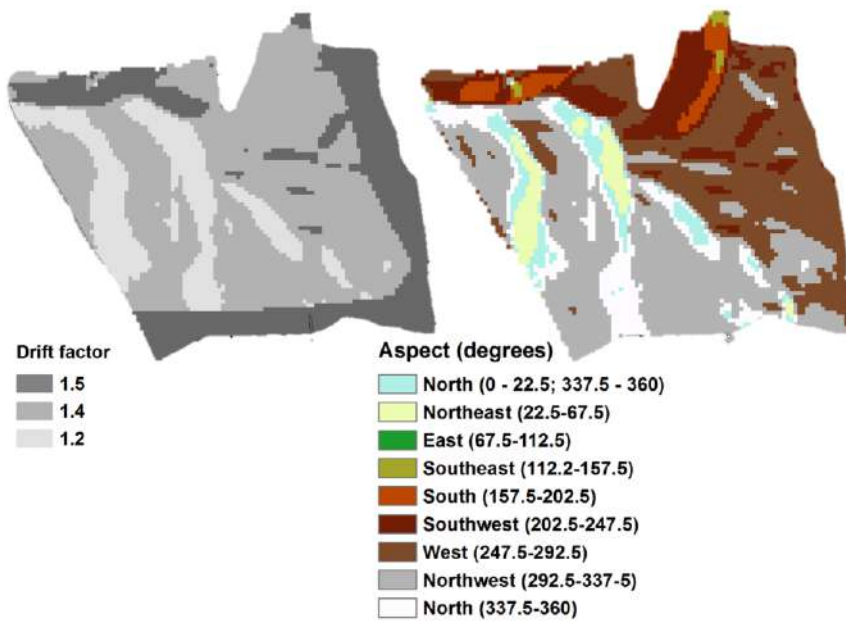 Drift factor
1.5
1.4
1.2
Aspect (degrees)
North (0 - 22.5; 337.5 - 360)
Northeast (22.5-67.5)
East (67.5-112.5)
Southeast (112.2-157.5)
South (157.5-202.5)
Southwest (202.5-247.5)
West (247.5-292.5)
Northwest (292.5-337-5)
North (337.5-360)